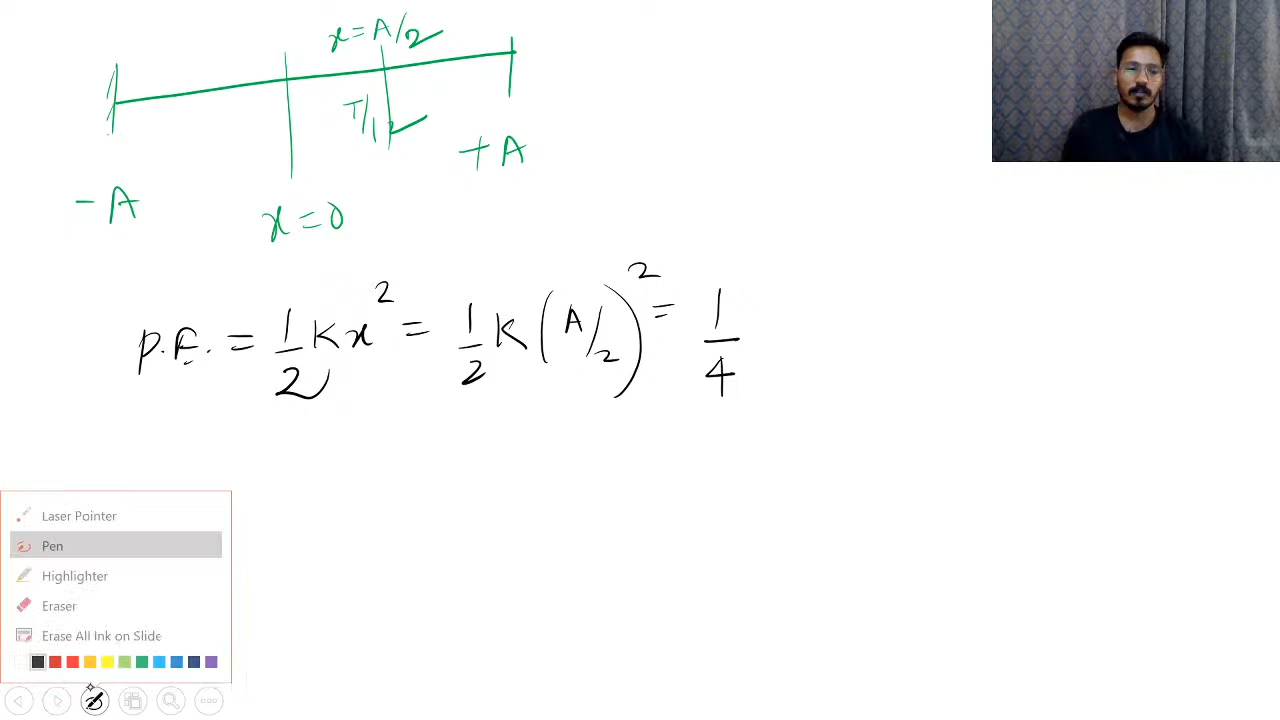 x=A/2
T/12
+A
-A
x=0
P.E. = 1/2 Kx² = 1/2 K (A/2)² = 1/4
Laser Pointer
Pen
Highlighter
Eraser
Erase All Ink on Slide